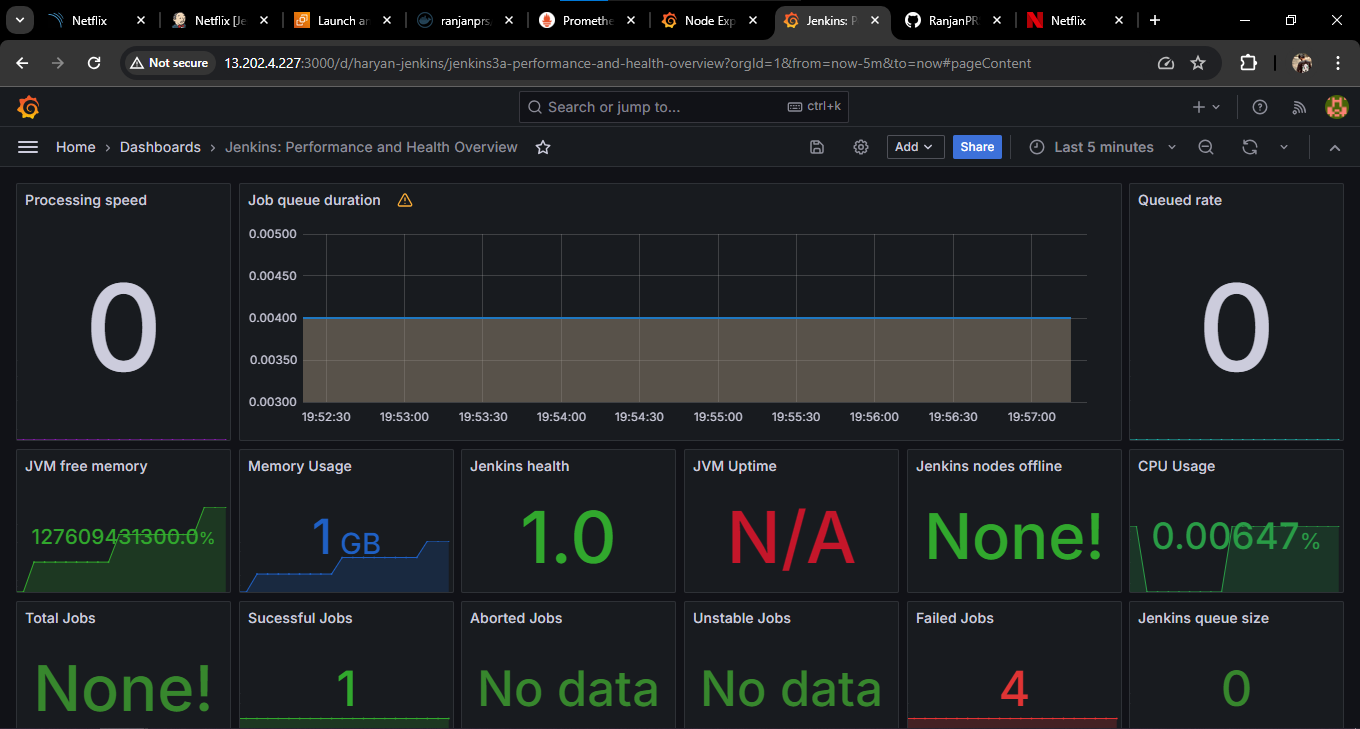 Netflix
Netflix [Je
Launch an
ranjanprs,
Promethe
Node Exp
Jenkins: P
RanjanPR
Netflix
Not secure
13.202.4.227:3000/d/haryan-jenkins/jenkins3a-performance-and-health-overview?orgId=1&from=now-5m&to=now#pageContent
Search or jump to...
ctrl+k
Home › Dashboards › Jenkins: Performance and Health Overview
Add
Share
Last 5 minutes
Processing speed
0
Job queue duration
0.00500
0.00450
0.00400
0.00350
0.00300
19:52:30 19:53:00 19:53:30 19:54:00 19:54:30 19:55:00 19:55:30 19:56:00 19:56:30 19:57:00
Queued rate
0
JVM free memory
127609431300.0%
Memory Usage
1 GB
Jenkins health
1.0
JVM Uptime
N/A
Jenkins nodes offline
None!
CPU Usage
0.00647%
Total Jobs
None!
Sucessful Jobs
1
Aborted Jobs
No data
Unstable Jobs
No data
Failed Jobs
4
Jenkins queue size
0